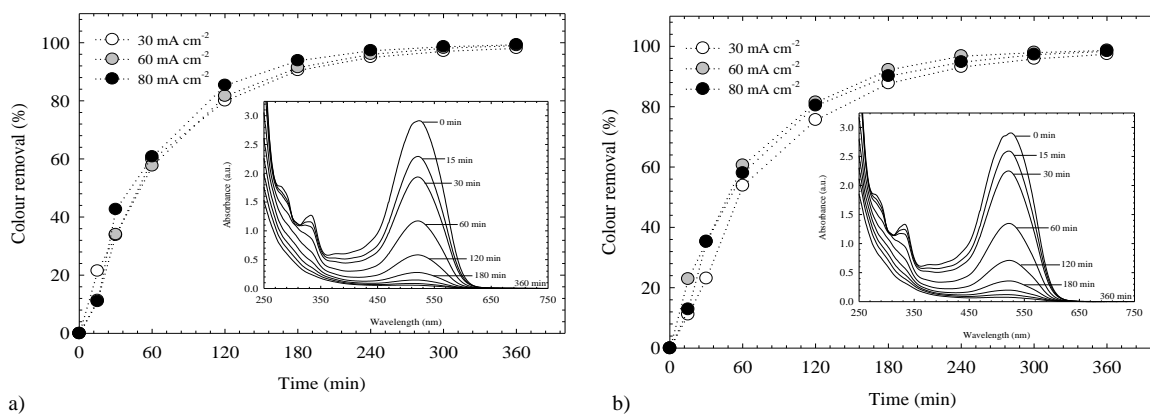 100
80
60
40
20
0
Colour removal (%)
30 mA cm-2
60 mA cm-2
80 mA cm-2
3.0
2.5
2.0
1.5
1.0
0.5
0.0
Absorbance (a.u.)
0 min
15 min
30 min
60 min
120 min
180 min
360 min
250 350 450 550 650 750
Wavelength (nm)
0 60 120 180 240 300 360
Time (min)
a)
100
80
60
40
20
0
Colour removal (%)
30 mA cm-2
60 mA cm-2
80 mA cm-2
3.0
2.5
2.0
1.5
1.0
0.5
0.0
Absorbance (a.u.)
0 min
15 min
30 min
60 min
120 min
180 min
360 min
250 350 450 550 650 750
Wavelength (nm)
0 60 120 180 240 300 360
Time (min)
b)